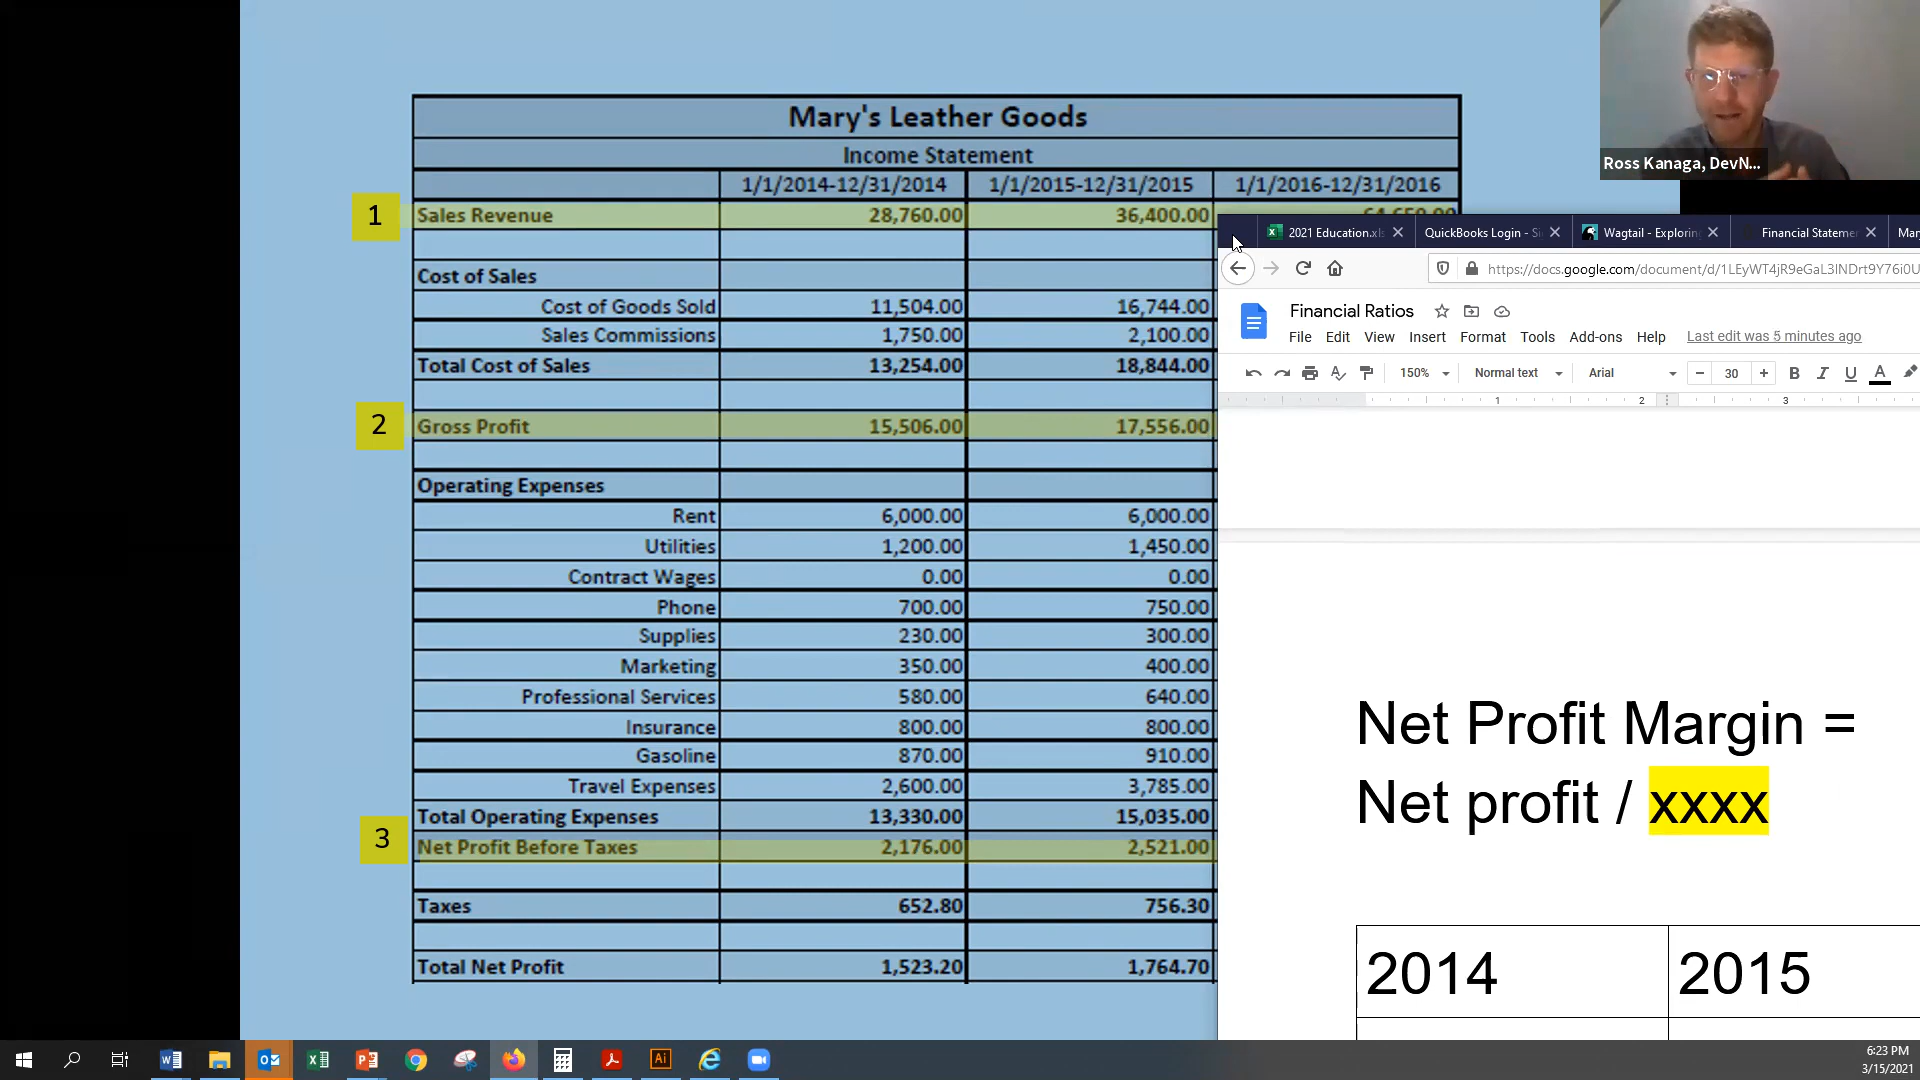 Mary's Leather Goods
Income Statement
1/1/2014-12/31/2014 1/1/2015-12/31/2015 1/1/2016-12/31/2016
1 Sales Revenue 28,760.00 36,400.00 64,650.00
Cost of Sales
Cost of Goods Sold 11,504.00 16,744.00
Sales Commissions 1,750.00 2,100.00
Total Cost of Sales 13,254.00 18,844.00
2 Gross Profit 15,506.00 17,556.00
Operating Expenses
Rent 6,000.00 6,000.00
Utilities 1,200.00 1,450.00
Contract Wages 0.00 0.00
Phone 700.00 750.00
Supplies 230.00 300.00
Marketing 350.00 400.00
Professional Services 580.00 640.00
Insurance 800.00 800.00
Gasoline 870.00 910.00
Travel Expenses 2,600.00 3,785.00
Total Operating Expenses 13,330.00 15,035.00
3 Net Profit Before Taxes 2,176.00 2,521.00
Taxes 652.80 756.30
Total Net Profit 1,523.20 1,764.70
Ross Kanaga, DevN...
2021 Education.xls QuickBooks Login - Si Wagtail - Exploring Financial Stateme Mar
https://docs.google.com/document/d/1LEyWT4jR9eGaL3lNDrt9Y76i0U
Financial Ratios
File Edit View Insert Format Tools Add-ons Help Last edit was 5 minutes ago
150% Normal text Arial 30 B I U A
1 2 3
Net Profit Margin =
Net profit / xxxx
2014 2015
6:23 PM
3/15/2021